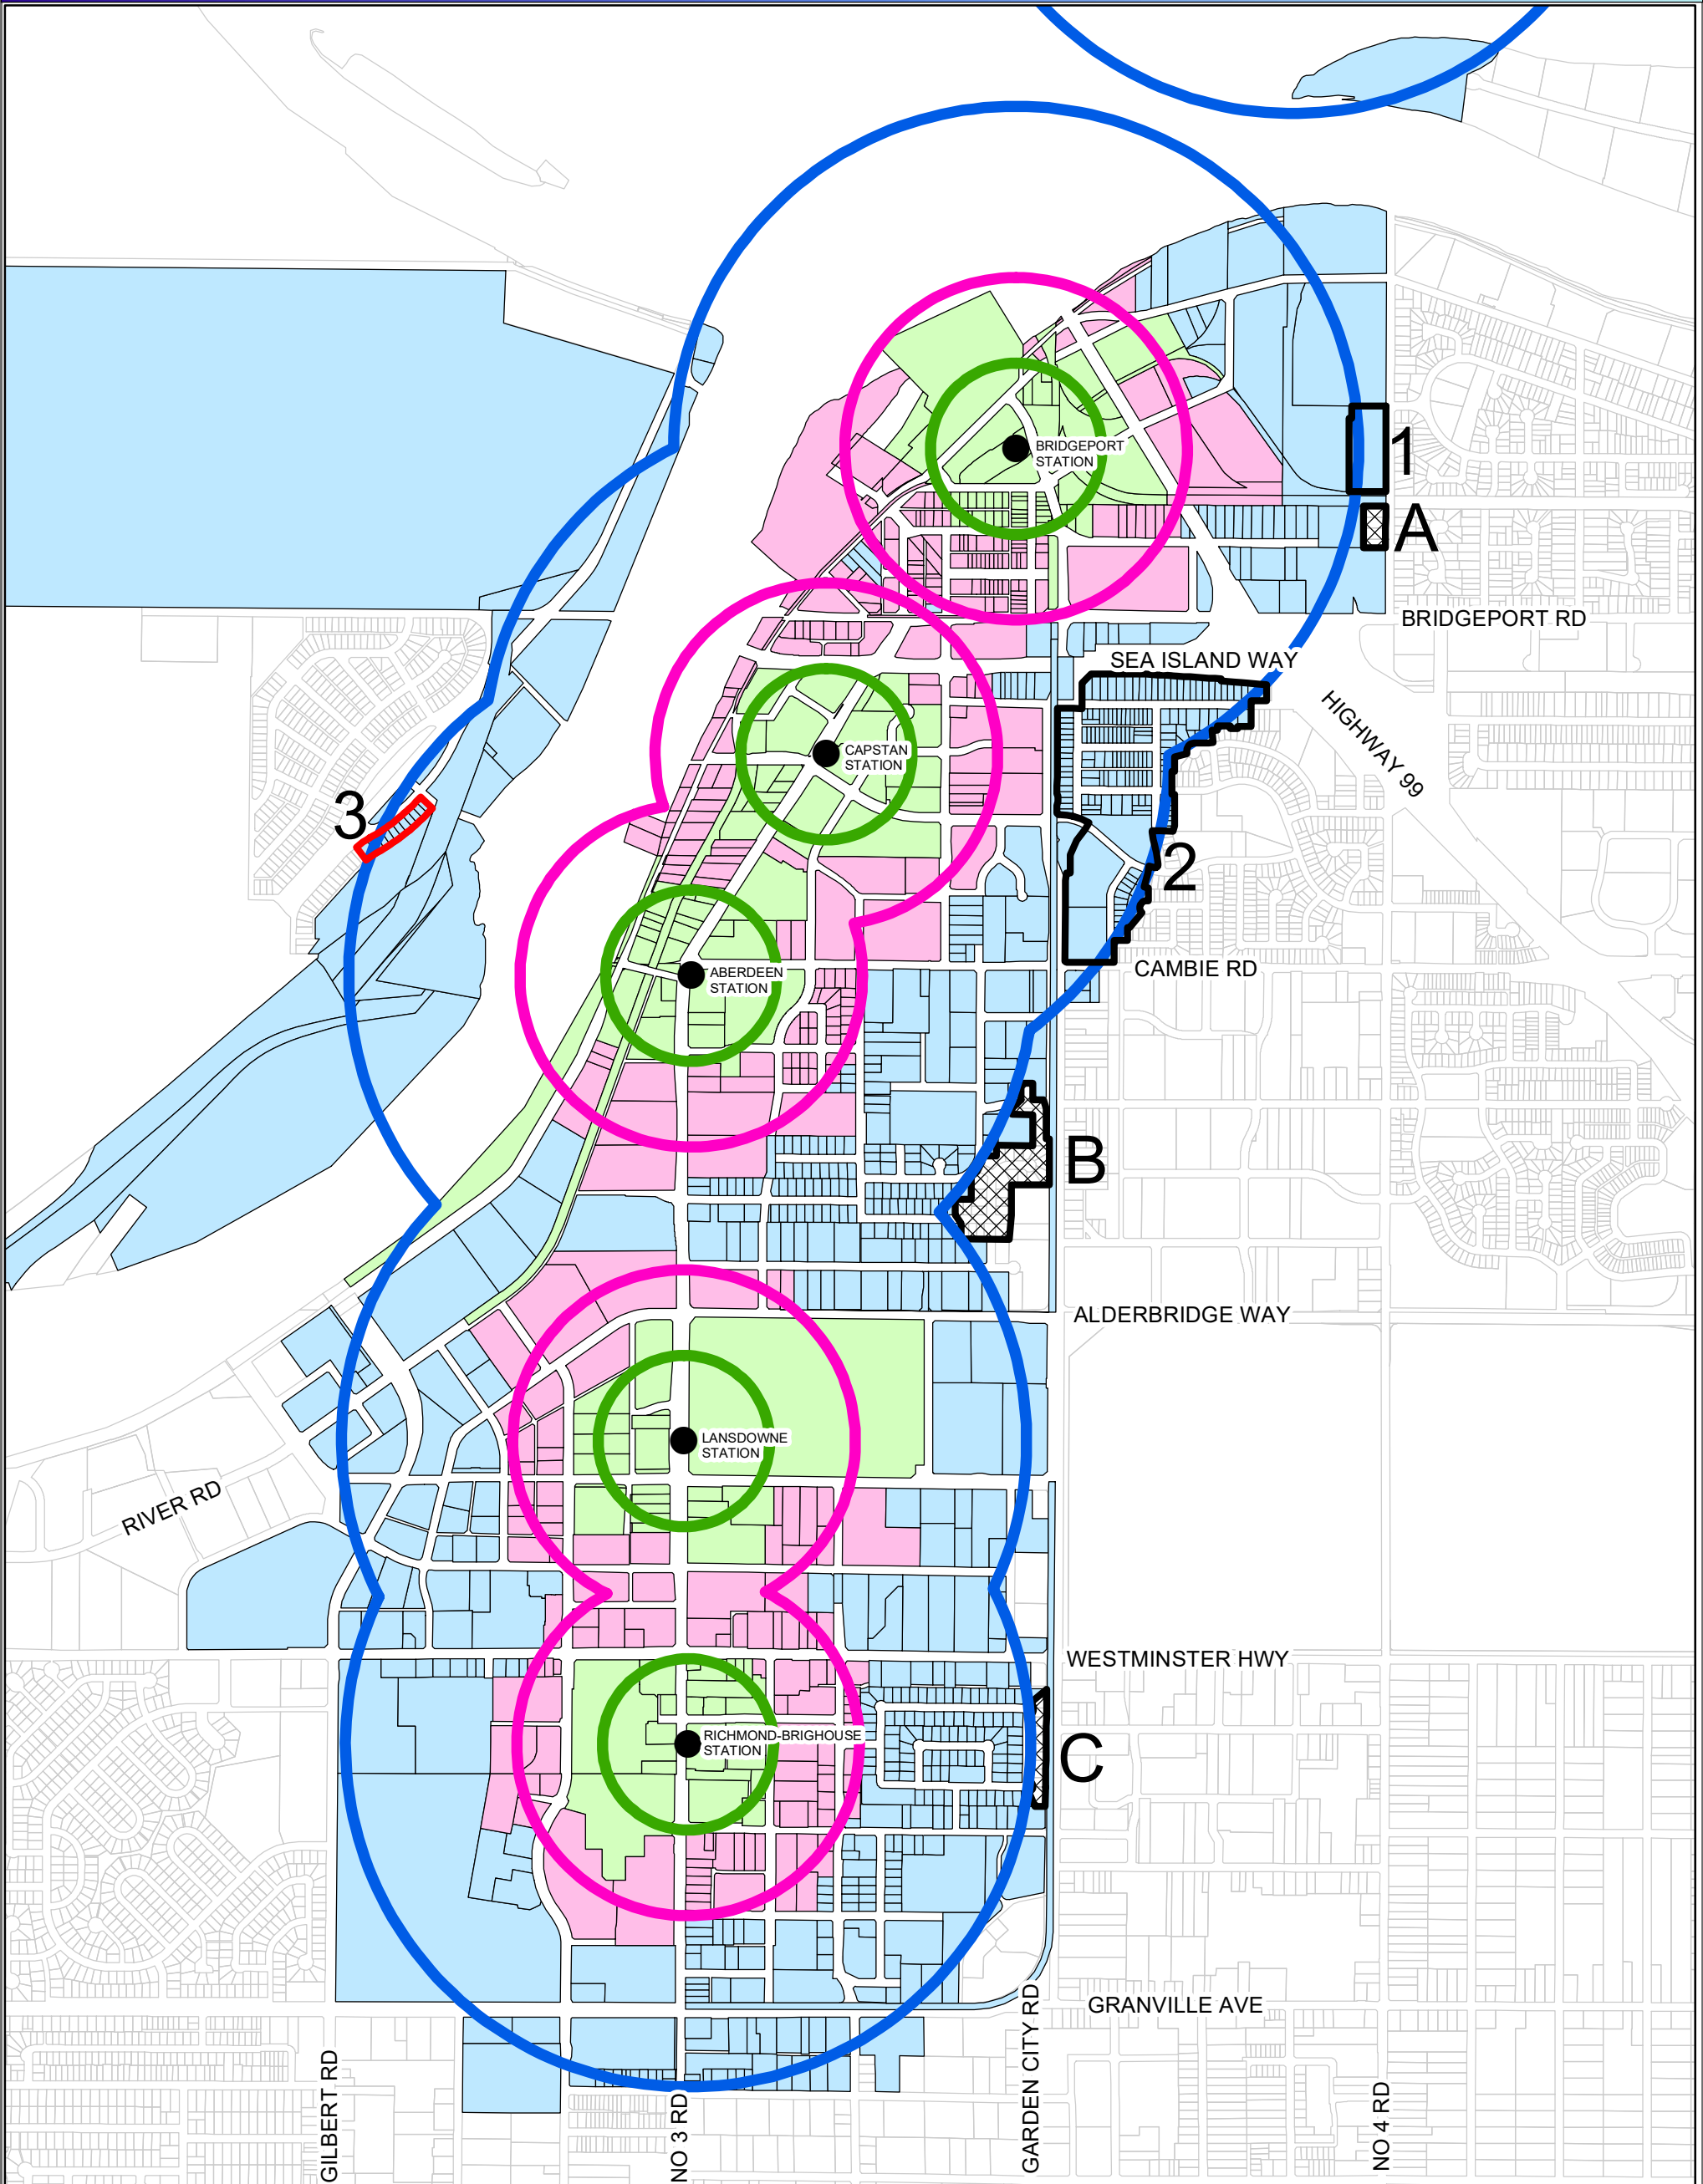 BRIDGEPORT
STATION
1
A
BRIDGEPORT RD
SEA ISLAND WAY
HIGHWAY 99
CAPSTAN
STATION
3
2
CAMBIE RD
ABERDEEN
STATION
B
ALDERBRIDGE WAY
LANSDOWNE
STATION
RIVER RD
WESTMINSTER HWY
RICHMOND-BRIGHOUSE
STATION
C
GRANVILLE AVE
GILBERT RD
NO 3 RD
GARDEN CITY RD
NO 4 RD